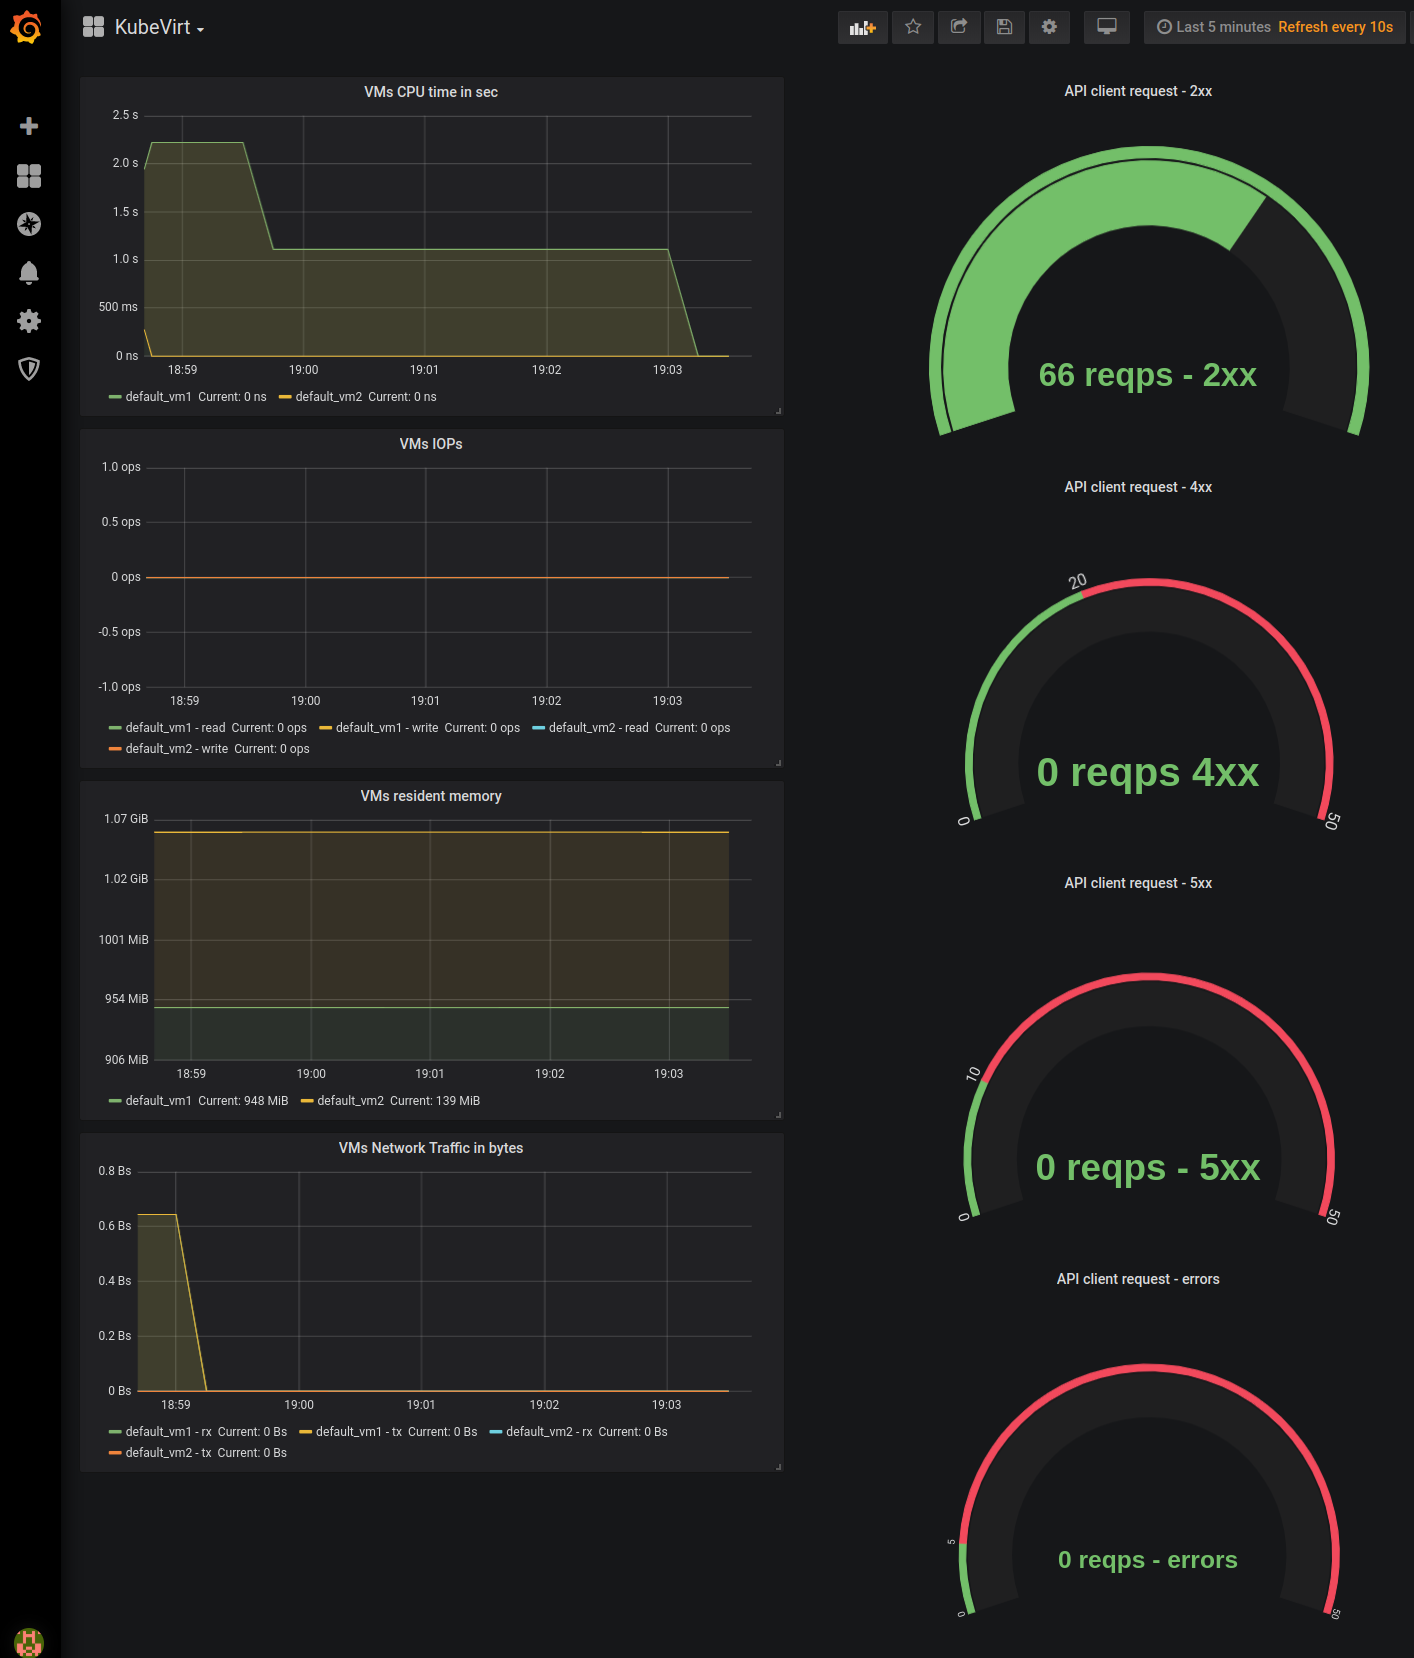 KubeVirt
Last 5 minutes Refresh every 10s
VMs CPU time in sec
2.5 s
2.0 s
1.5 s
1.0 s
500 ms
0 ns
18:59 19:00 19:01 19:02 19:03
default_vm1 Current: 0 ns default_vm2 Current: 0 ns
VMs IOPs
1.0 ops
0.5 ops
0 ops
-0.5 ops
-1.0 ops
18:59 19:00 19:01 19:02 19:03
default_vm1 - read Current: 0 ops default_vm1 - write Current: 0 ops default_vm2 - read Current: 0 ops
default_vm2 - write Current: 0 ops
VMs resident memory
1.07 GiB
1.02 GiB
1001 MiB
954 MiB
906 MiB
18:59 19:00 19:01 19:02 19:03
default_vm1 Current: 948 MiB default_vm2 Current: 139 MiB
VMs Network Traffic in bytes
0.8 Bs
0.6 Bs
0.4 Bs
0.2 Bs
0 Bs
18:59 19:00 19:01 19:02 19:03
default_vm1 - rx Current: 0 Bs default_vm1 - tx Current: 0 Bs default_vm2 - rx Current: 0 Bs
default_vm2 - tx Current: 0 Bs
API client request - 2xx
66 reqps - 2xx
API client request - 4xx
20
0 reqps 4xx
0 50
API client request - 5xx
10
0 reqps - 5xx
0 50
API client request - errors
5
0 reqps - errors
0 50